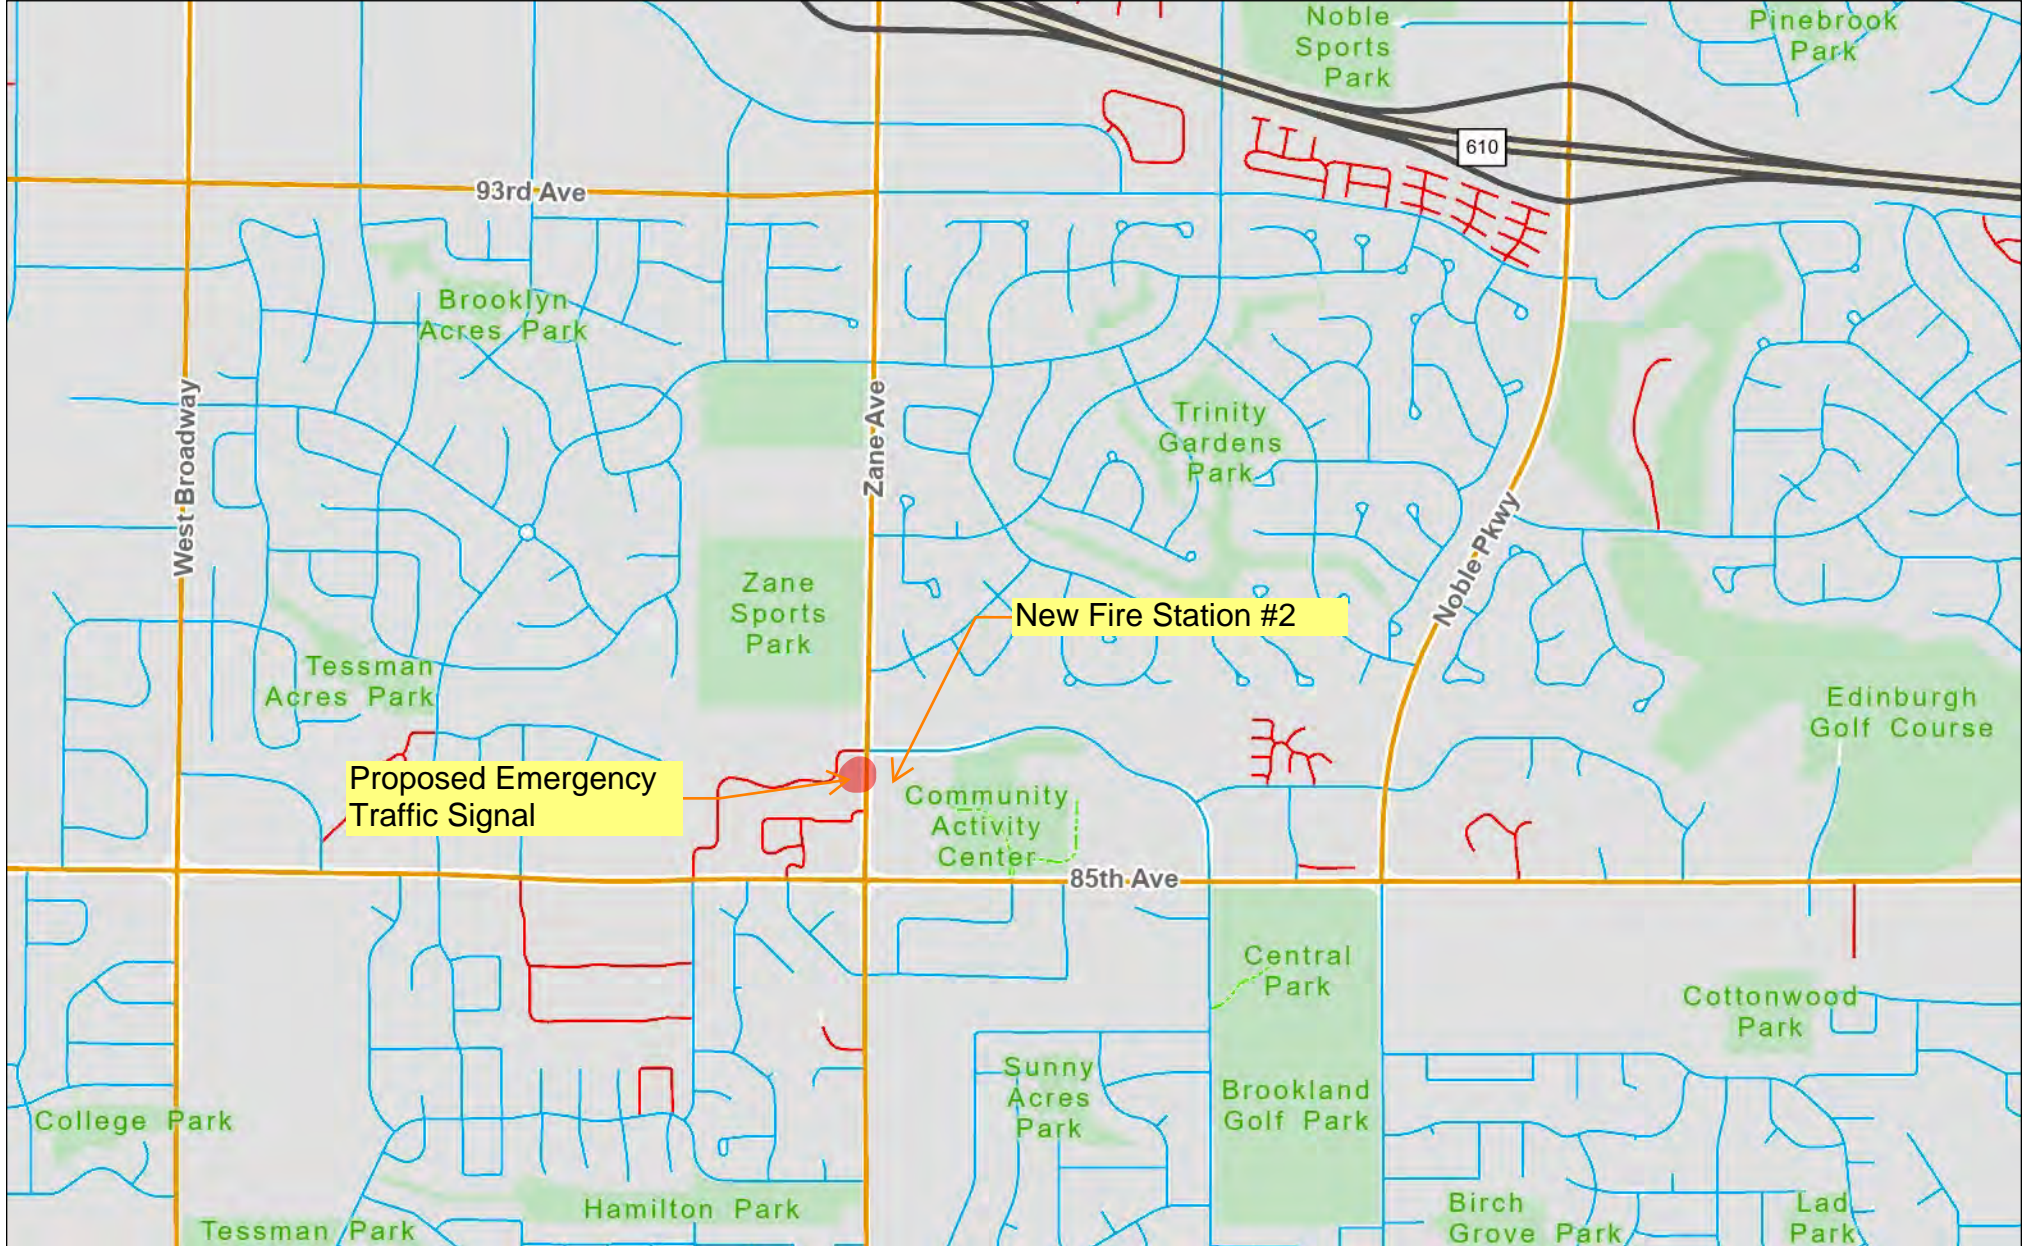 Noble
Sports
Park
Pinebrook
Park
610
93rd Ave
Brooklyn
Acres Park
West Broadway
Zane Ave
Trinity
Gardens
Park
Noble Pkwy
Zane
Sports
Park
New Fire Station #2
Tessman
Acres Park
Edinburgh
Golf Course
Proposed Emergency
Traffic Signal
Community
Activity
Center
85th Ave
Central
Park
Cottonwood
Park
Sunny
Acres
Park
Brookland
Golf Park
College Park
Hamilton Park
Tessman Park
Birch
Grove Park
Lad
Park